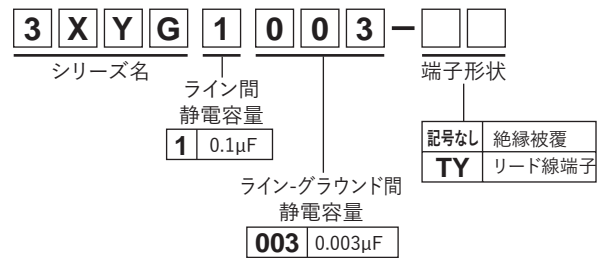 3 X Y G 1 0 0 3 -
シリーズ名
ライン間
静電容量
1 0.1µF
ライン-グラウンド間
静電容量
003 0.003µF
端子形状
記号なし 絶縁被覆
TY リード線端子